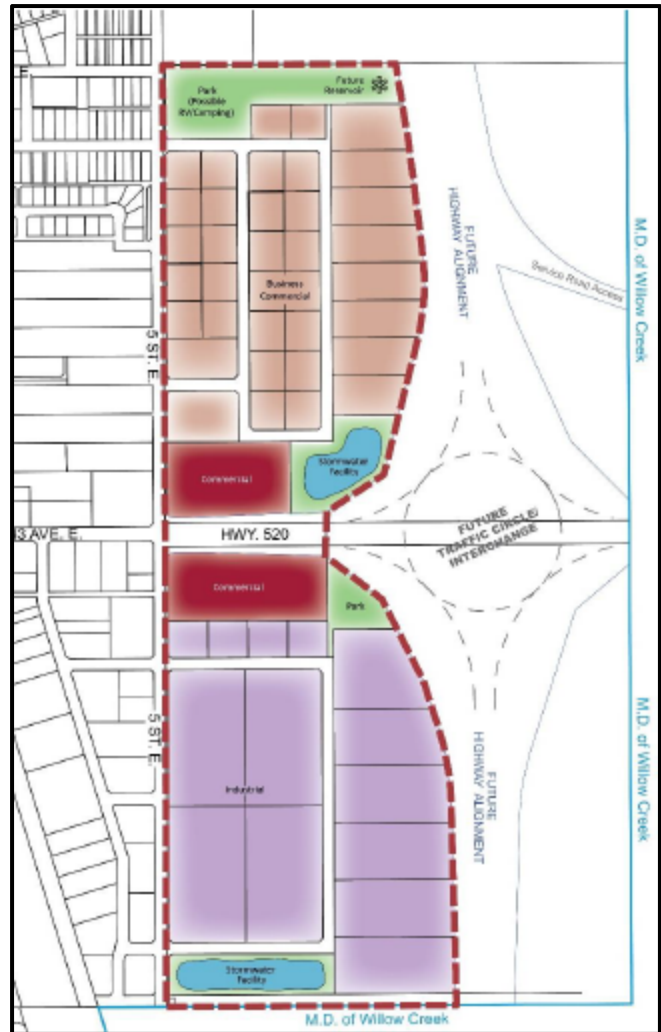 E.
Park
(Possible
RV/Camping)
Future
Reservoir
FUTURE
HIGHWAY ALIGNMENT
M.D. of Willow Creek
Service Road Access
Business
Commercial
5 ST. E.
Stormwater
Facility
Commercial
13 AVE. E.
HWY. 520
FUTURE
TRAFFIC CIRCLE/
INTERCHANGE
Commercial
Park
5 ST. E.
FUTURE
HIGHWAY ALIGNMENT
M.D. of Willow Creek
Industrial
Stormwater
Facility
M.D. of Willow Creek